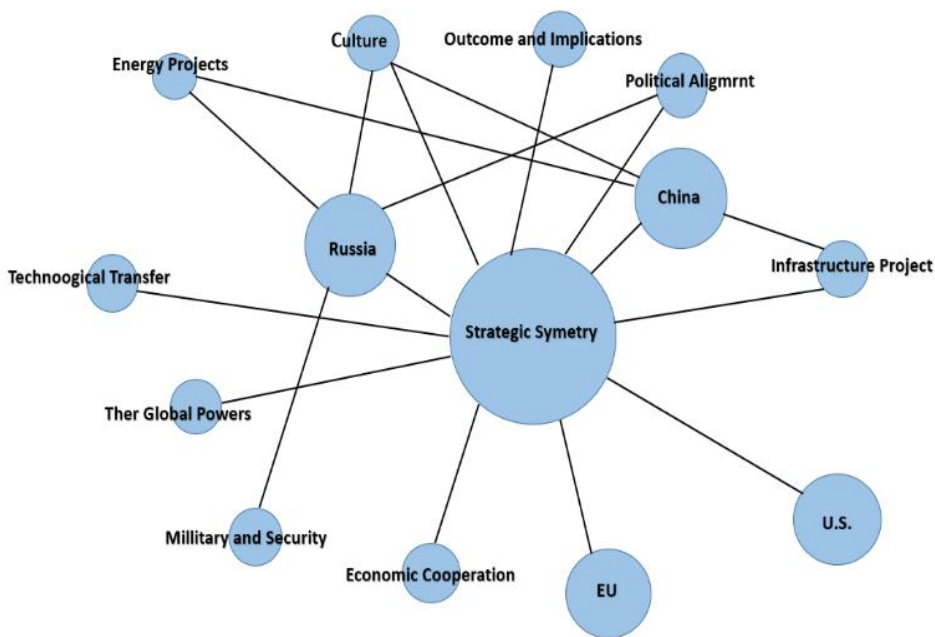 Culture
Outcome and Implications
Energy Projects
Political Aligmrnt
China
Russia
Infrastructure Project
Technoogical Transfer
Strategic Symetry
Ther Global Powers
U.S.
Millitary and Security
Economic Cooperation
EU